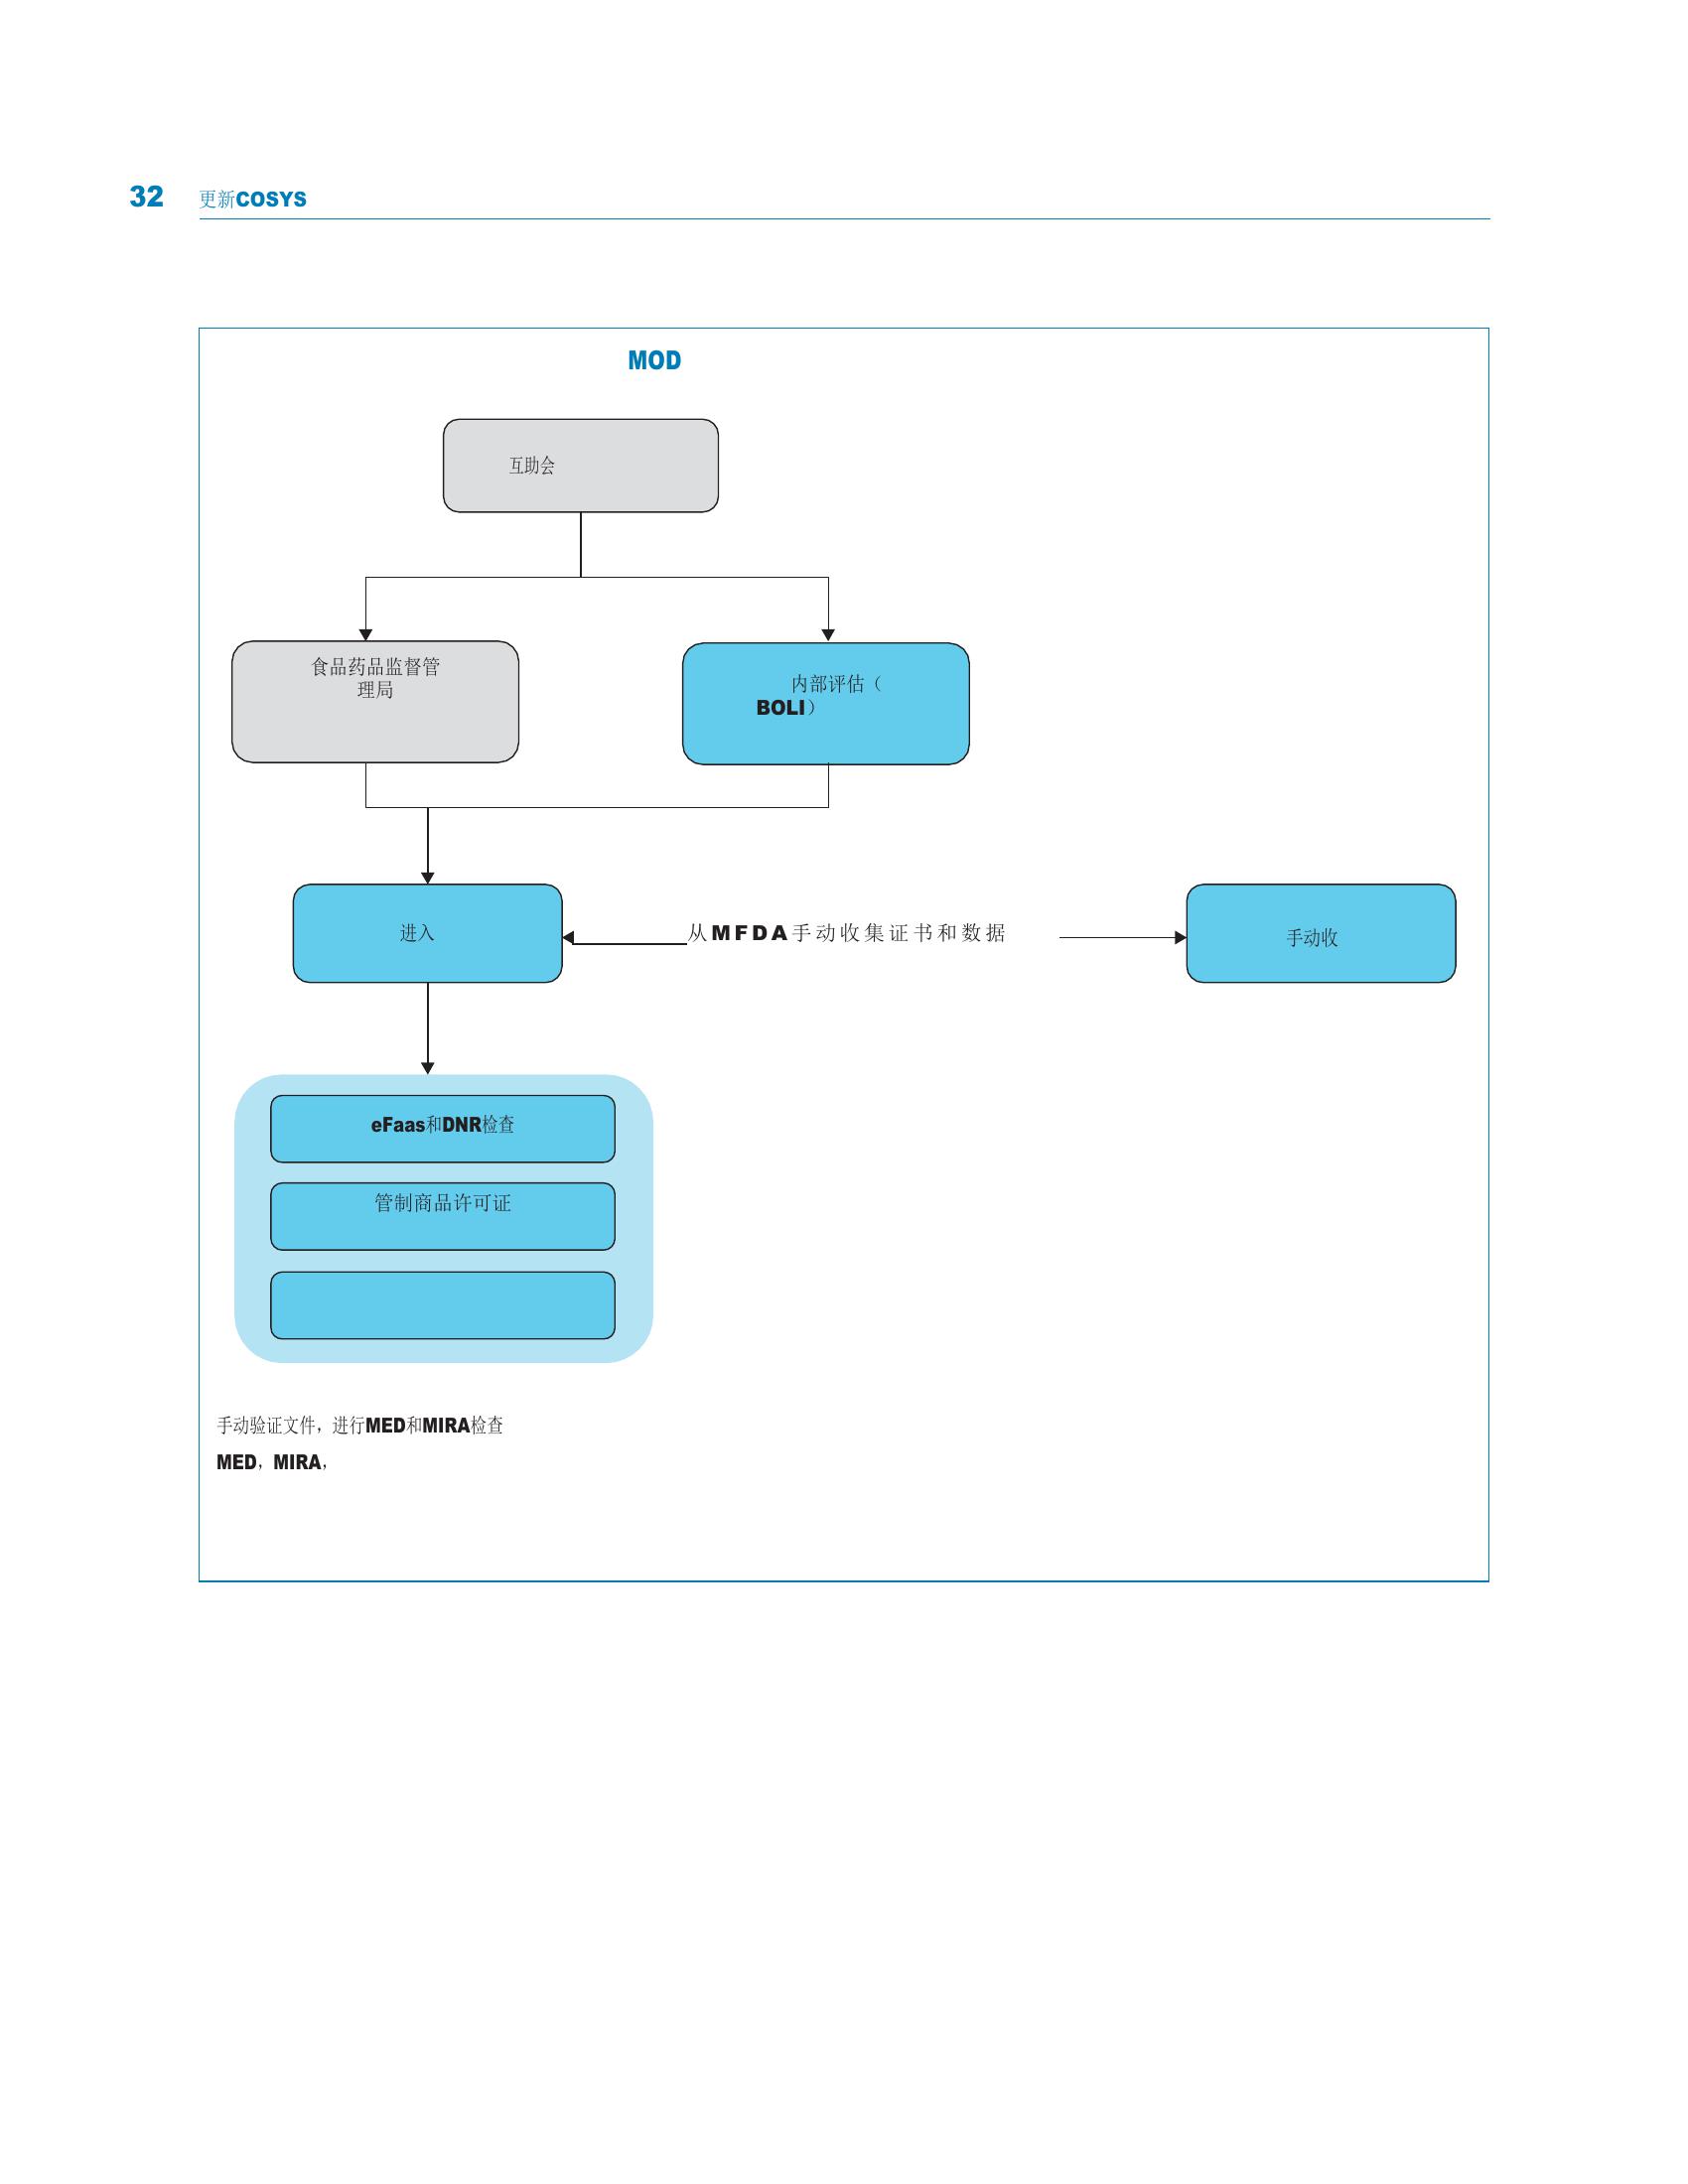 32 更新COSYS
MOD
互助会
食品药品监督管
理局
内部评估（
BOLI）
进入
从MFDA手动收集证书和数据
手动收
eFaas和DNR检查
管制商品许可证
手动验证文件，进行MED和MIRA检查
MED，MIRA，